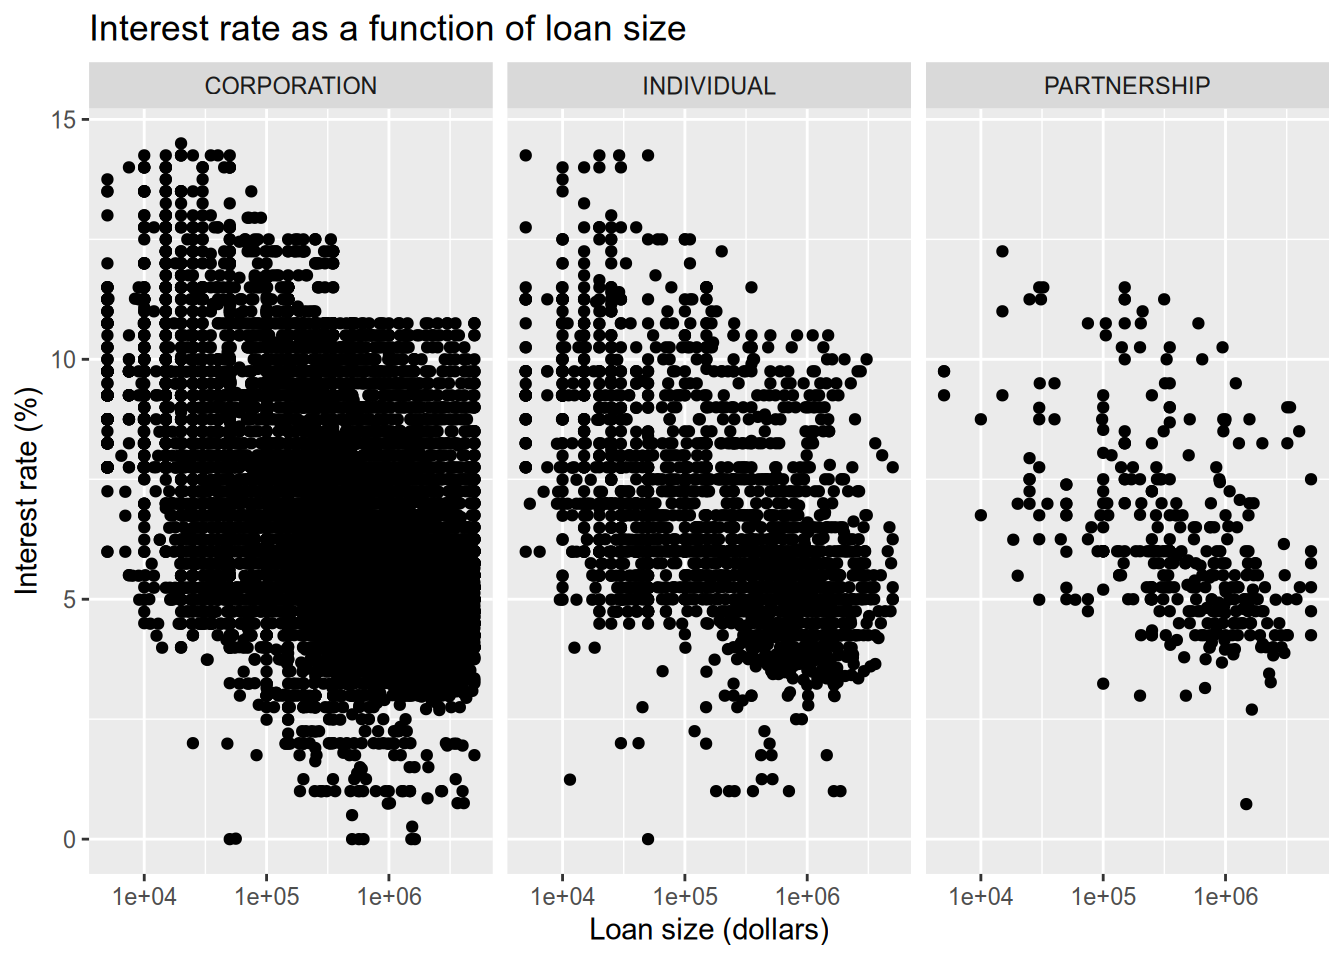 Interest rate as a function of loan size
CORPORATION
INDIVIDUAL
PARTNERSHIP
15
10
5
0
Interest rate (%)
1e+04 1e+05 1e+06
1e+04 1e+05 1e+06
1e+04 1e+05 1e+06
Loan size (dollars)